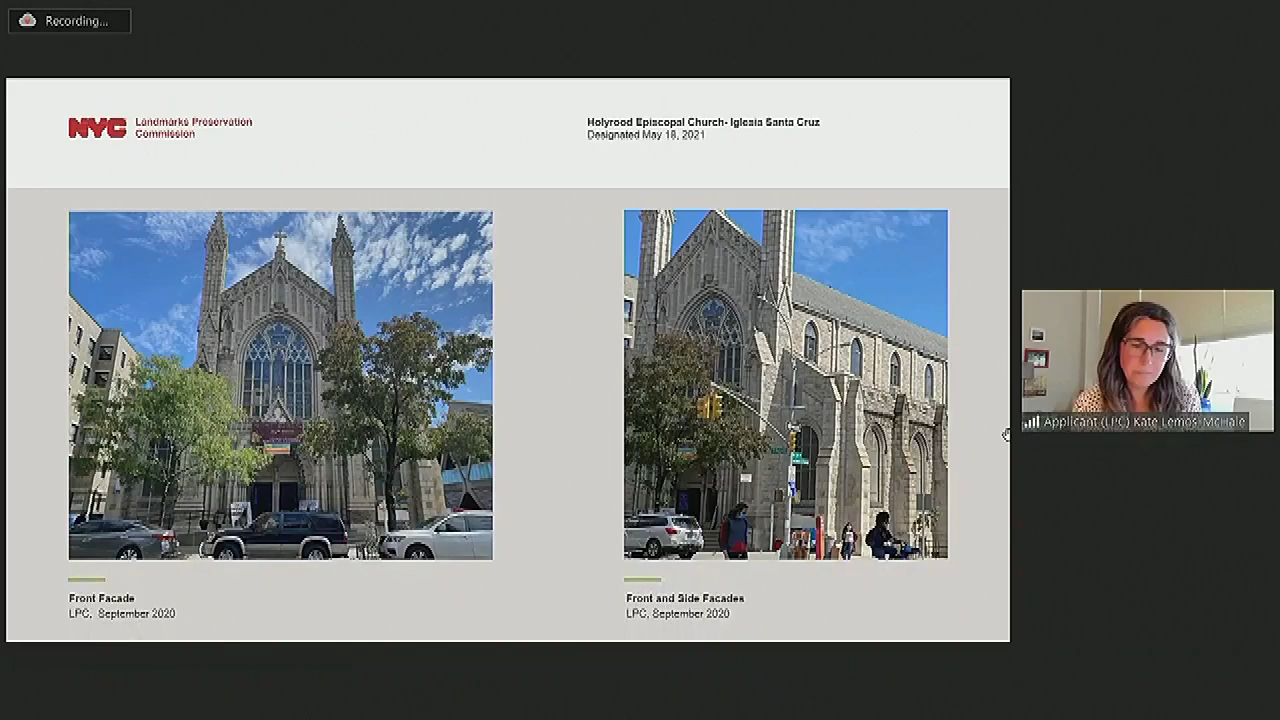 Recording...
NYC
Landmarks Preservation
Commission
Holyrood Episcopal Church- Iglesia Santa Cruz
Designated May 18, 2021
Front Facade
LPC, September 2020
Front and Side Facades
LPC, September 2020
Applicant (LPC) Kate Lemos McHale